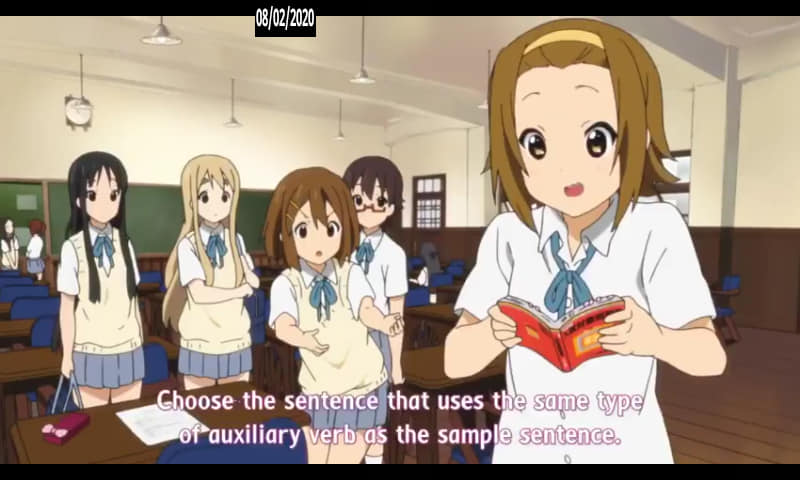 08/02/2020
Choose the sentence that uses the same type
of auxiliary verb as the sample sentence.